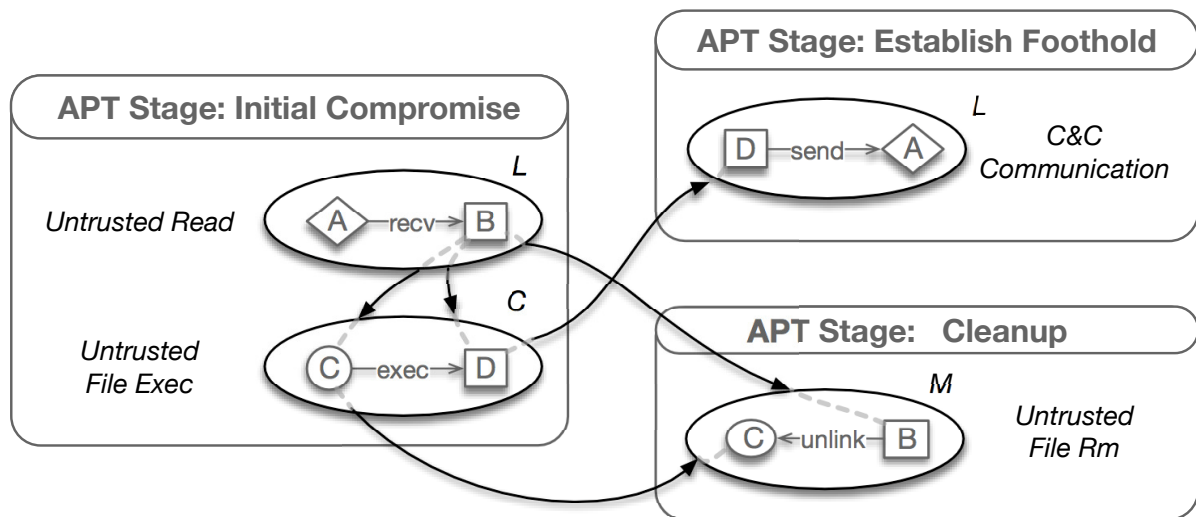 APT Stage: Initial Compromise
Untrusted Read
L
A recv B
Untrusted
File Exec
C
C exec D
APT Stage: Establish Foothold
L
D send A
C&C
Communication
APT Stage: Cleanup
M
C unlink B
Untrusted
File Rm